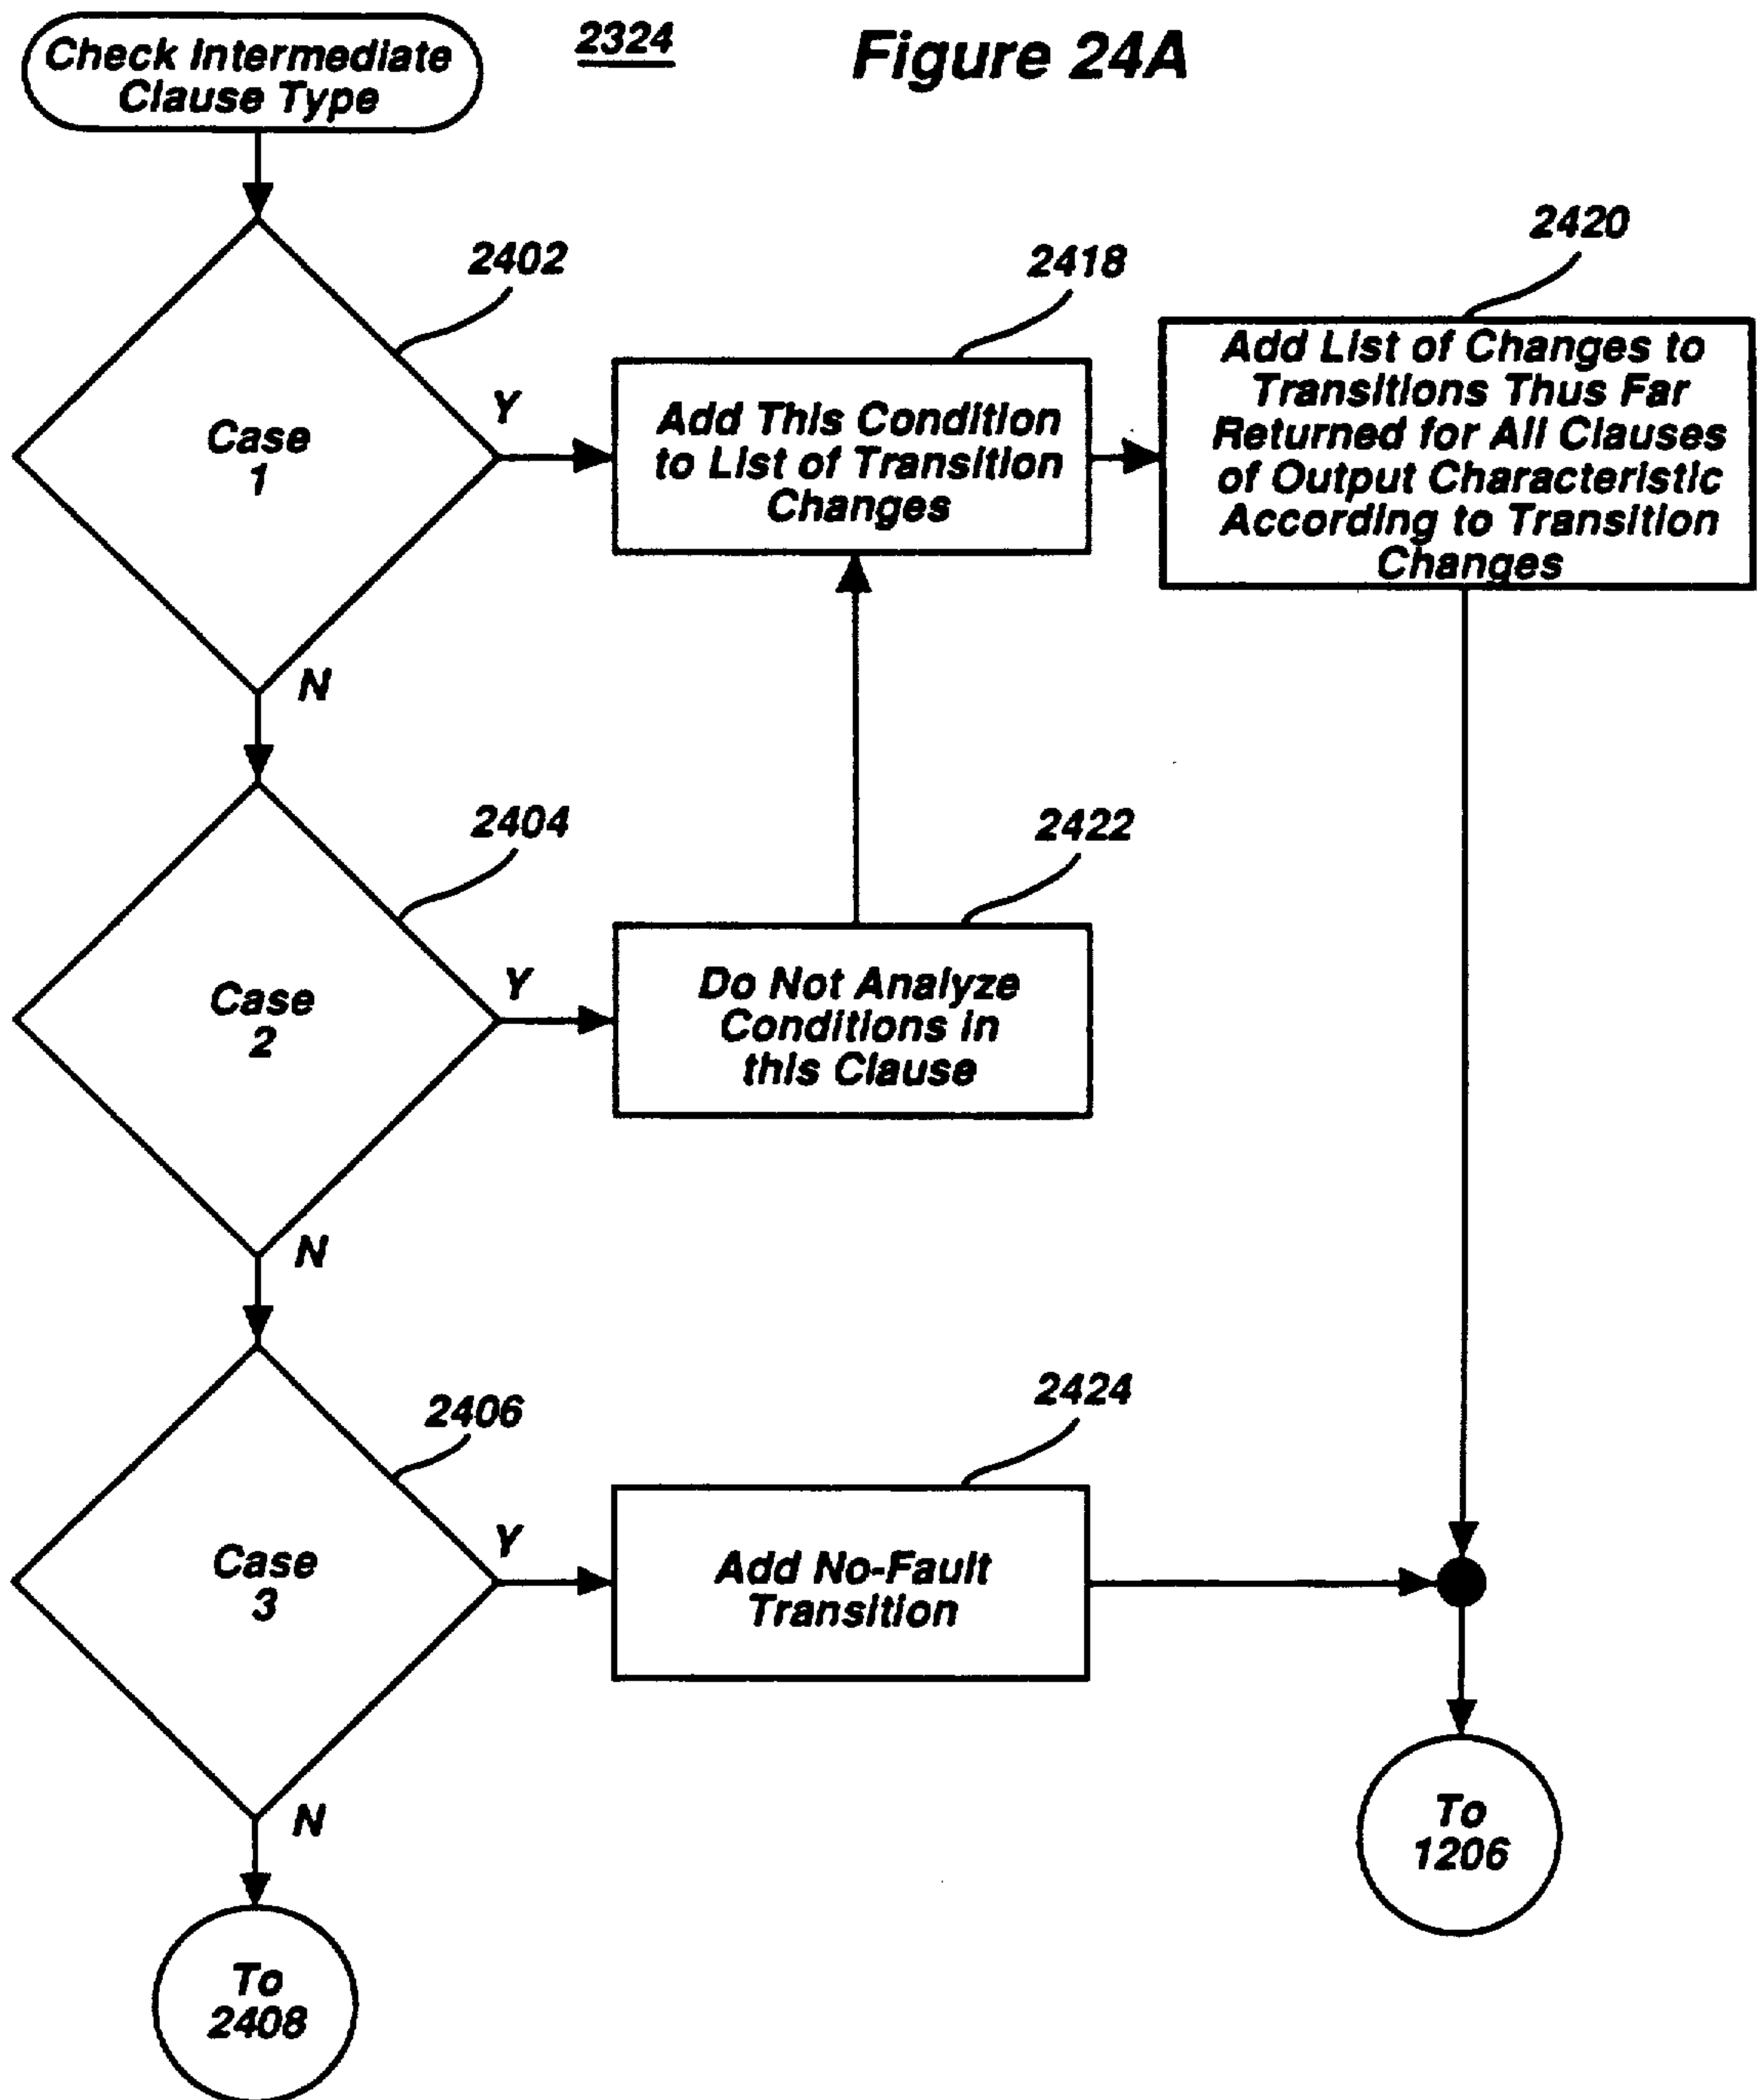 Check Intermediate
Clause Type
2324
Figure 24A
2402
Case
1
Y
N
2418
Add This Condition
to List of Transition
Changes
2420
Add List of Changes to
Transitions Thus Far
Returned for All Clauses
of Output Characteristic
According to Transition
Changes
2404
Case
2
Y
N
2422
Do Not Analyze
Conditions in
this Clause
2406
Case
3
Y
N
2424
Add No-Fault
Transition
To
1206
To
2408